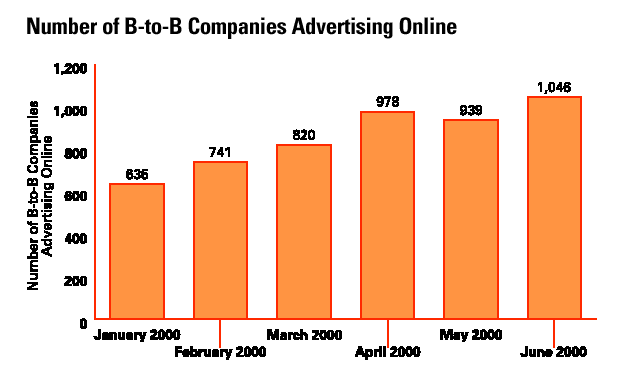 Number of B-to-B Companies Advertising Online
Number of B-to-B Companies
Advertising Online
1,200
1,000
800
600
400
200
0
636
741
820
978
939
1,046
January 2000
February 2000
March 2000
April 2000
May 2000
June 2000